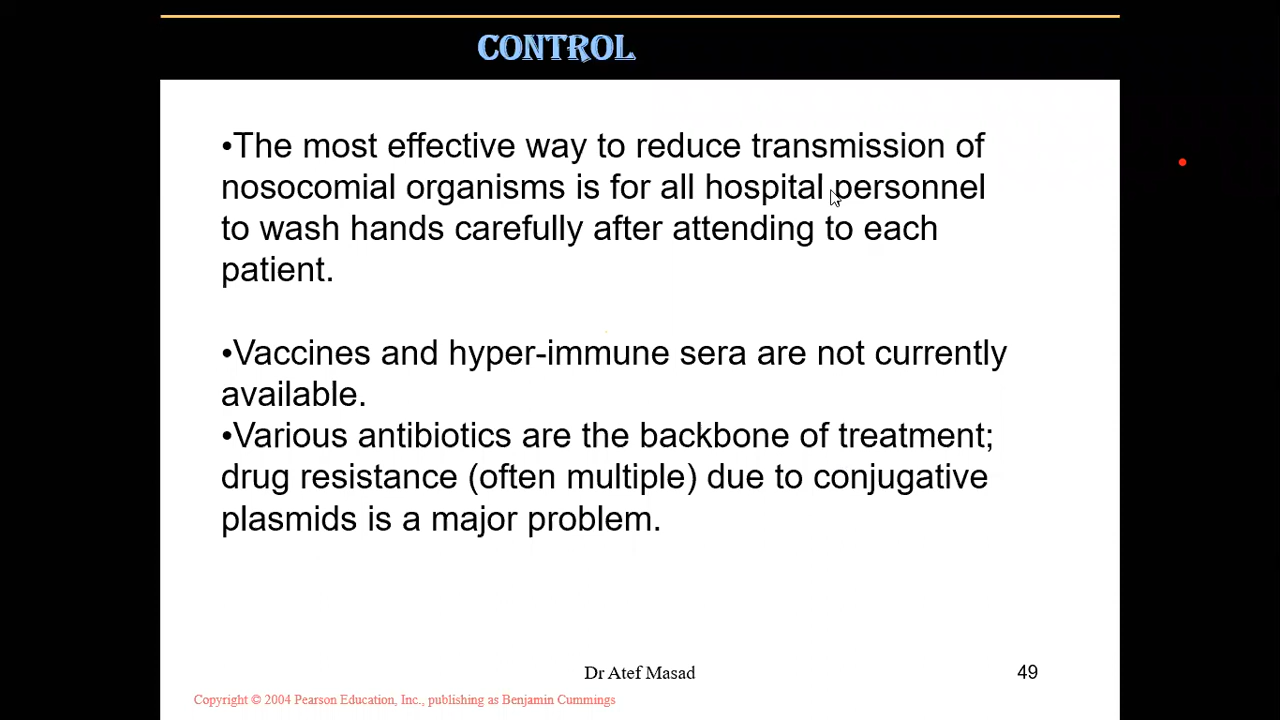 CONTROL
•The most effective way to reduce transmission of
nosocomial organisms is for all hospital personnel
to wash hands carefully after attending to each
patient.
•Vaccines and hyper-immune sera are not currently
available.
•Various antibiotics are the backbone of treatment;
drug resistance (often multiple) due to conjugative
plasmids is a major problem.
Dr Atef Masad
49
Copyright © 2004 Pearson Education, Inc., publishing as Benjamin Cummings